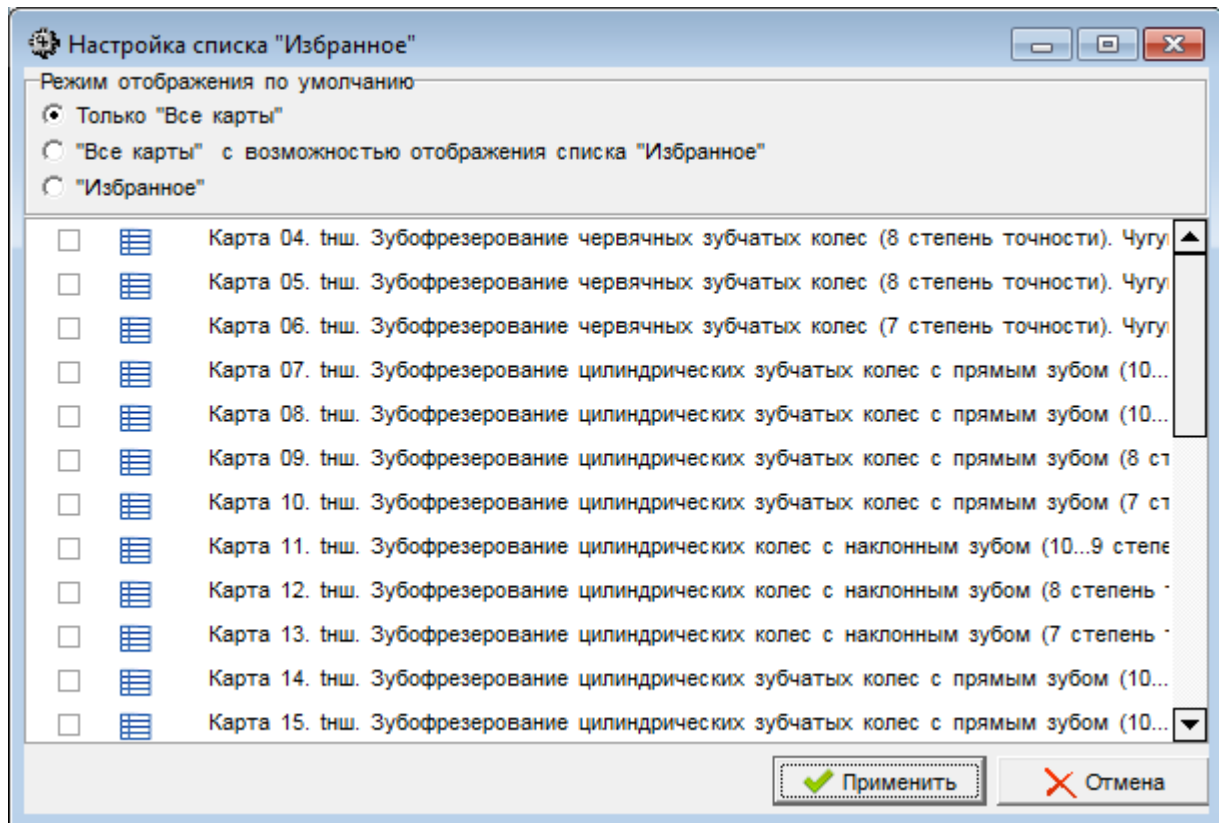 Настройка списка "Избранное"
Режим отображения по умолчанию
Только "Все карты"
"Все карты" с возможностью отображения списка "Избранное"
"Избранное"
Карта 04. tнш. Зубофрезерование червячных зубчатых колес (8 степень точности). Чугу
Карта 05. tнш. Зубофрезерование червячных зубчатых колес (8 степень точности). Чугу
Карта 06. tнш. Зубофрезерование червячных зубчатых колес (7 степень точности). Чугу
Карта 07. tнш. Зубофрезерование цилиндрических зубчатых колес с прямым зубом (10...
Карта 08. tнш. Зубофрезерование цилиндрических зубчатых колес с прямым зубом (10...
Карта 09. tнш. Зубофрезерование цилиндрических зубчатых колес с прямым зубом (8 ст
Карта 10. tнш. Зубофрезерование цилиндрических зубчатых колес с прямым зубом (7 ст
Карта 11. tнш. Зубофрезерование цилиндрических колес с наклонным зубом (10...9 степе
Карта 12. tнш. Зубофрезерование цилиндрических колес с наклонным зубом (8 степень
Карта 13. tнш. Зубофрезерование цилиндрических колес с наклонным зубом (7 степень
Карта 14. tнш. Зубофрезерование цилиндрических зубчатых колес с прямым зубом (10...
Карта 15. tнш. Зубофрезерование цилиндрических зубчатых колес с прямым зубом (10...
Применить
Отмена